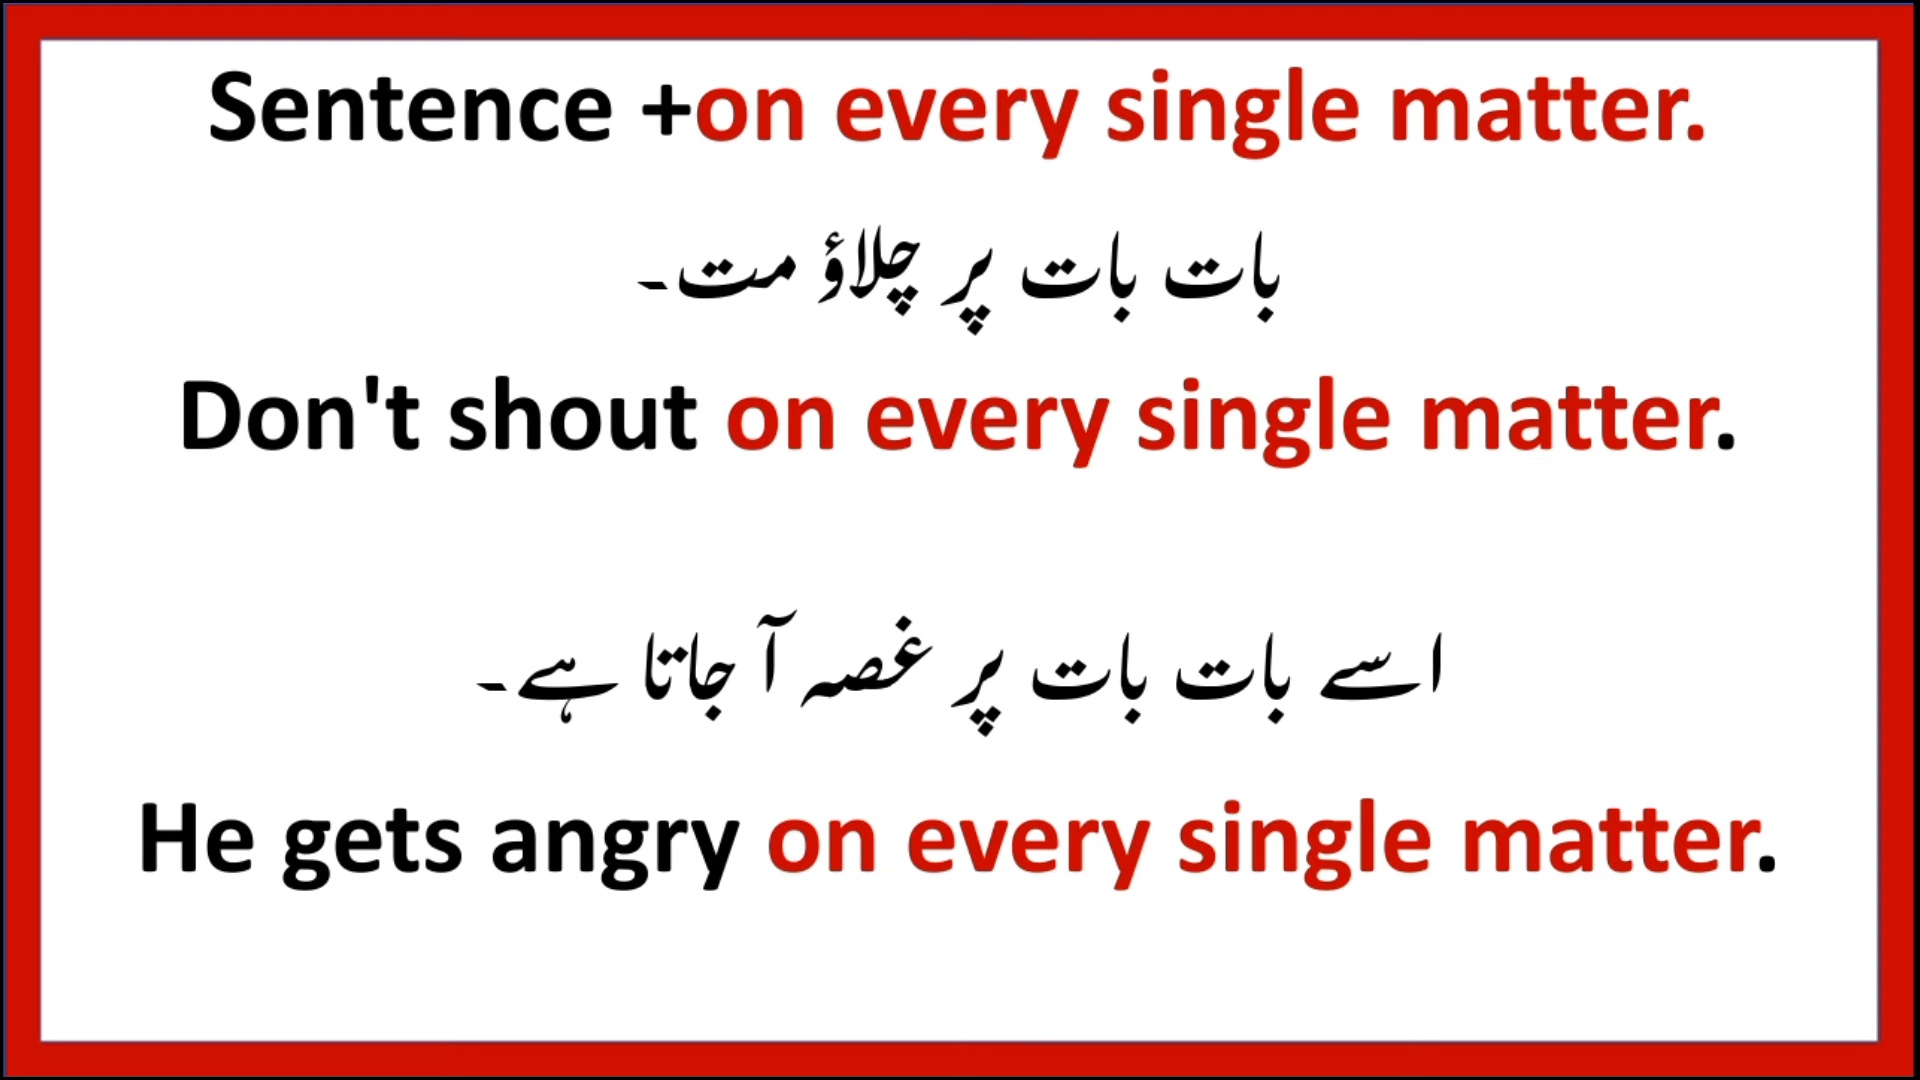 Sentence +on every single matter.
بات بات پر چلاؤ مت۔
Don't shout on every single matter.
اسے بات بات پر غصہ آ جاتا ہے۔
He gets angry on every single matter.